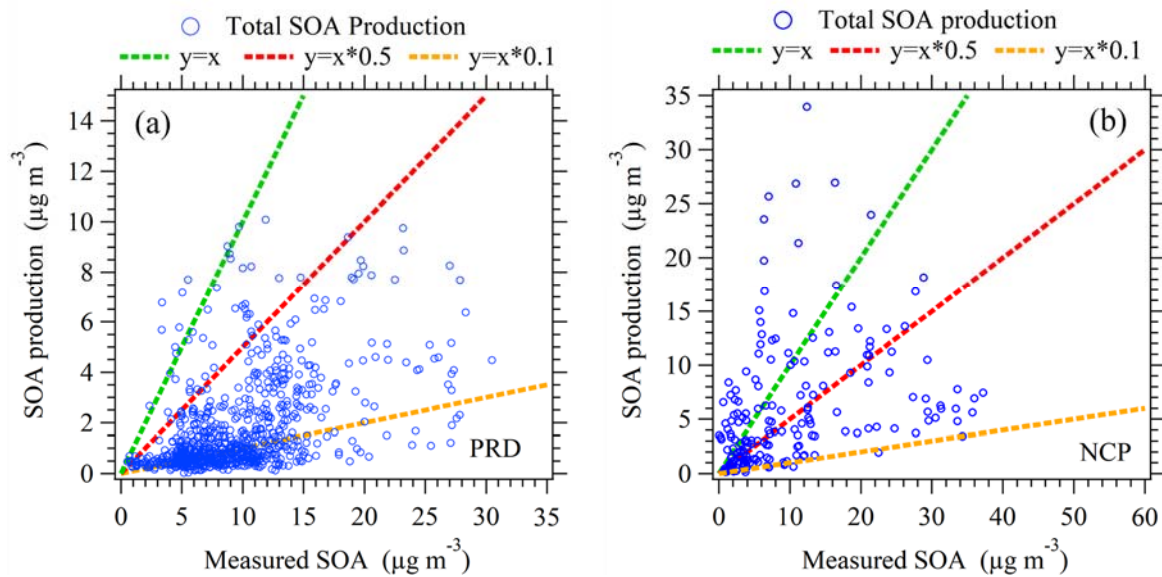 Total SOA Production
y=x y=x*0.5 y=x*0.1
(a)
14
12
10
8
6
4
2
0
SOA production (μg m⁻³)
PRD
0 5 10 15 20 25 30 35
Measured SOA (μg m⁻³)
Total SOA production
y=x y=x*0.5 y=x*0.1
(b)
35
30
25
20
15
10
5
0
SOA production (μg m⁻³)
NCP
0 10 20 30 40 50 60
Measured SOA (μg m⁻³)